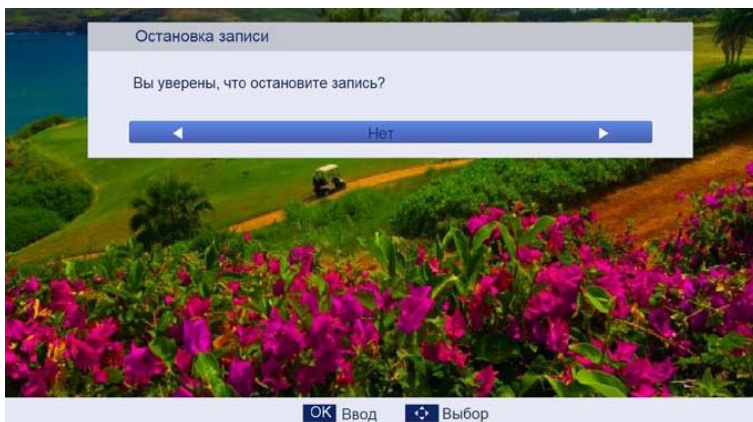 Остановка записи
Вы уверены, что остановите запись?
Нет
OK Ввод Выбор